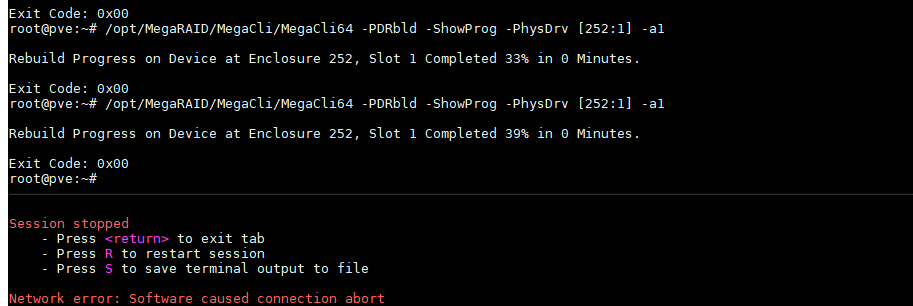 Exit Code: 0x00
root@pve:~# /opt/MegaRAID/MegaCli/MegaCli64 -PDRbld -ShowProg -PhysDrv [252:1] -a1
Rebuild Progress on Device at Enclosure 252, Slot 1 Completed 33% in 0 Minutes.
Exit Code: 0x00
root@pve:~# /opt/MegaRAID/MegaCli/MegaCli64 -PDRbld -ShowProg -PhysDrv [252:1] -a1
Rebuild Progress on Device at Enclosure 252, Slot 1 Completed 39% in 0 Minutes.
Exit Code: 0x00
root@pve:~#
Session stopped
- Press <return> to exit tab
- Press R to restart session
- Press S to save terminal output to file
Network error: Software caused connection abort